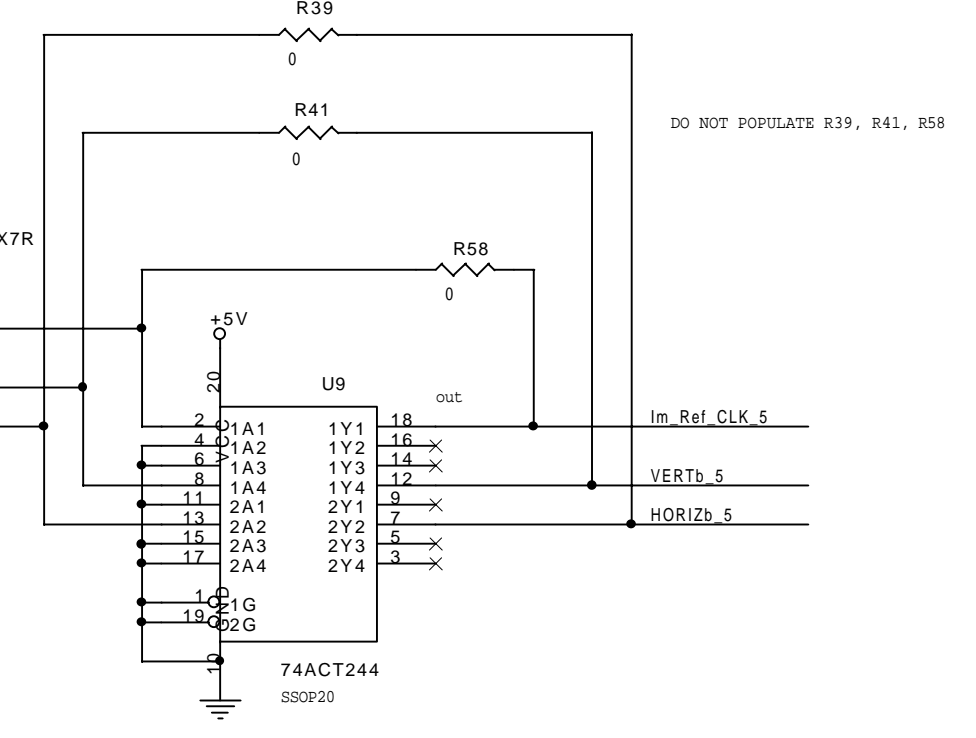 R39
0
R41
0
DO NOT POPULATE R39, R41, R58
X7R
R58
0
+5V
20
U9
out
VCC
2 1A1 1Y1 18 Im_Ref_CLK_5
4 1A2 1Y2 16
6 1A3 1Y3 14
8 1A4 1Y4 12 VERTb_5
11 2A1 2Y1 9
13 2A2 2Y2 7 HORIZb_5
15 2A3 2Y3 5
17 2A4 2Y4 3
GND
1 1G
19 2G
10
74ACT244
SSOP20